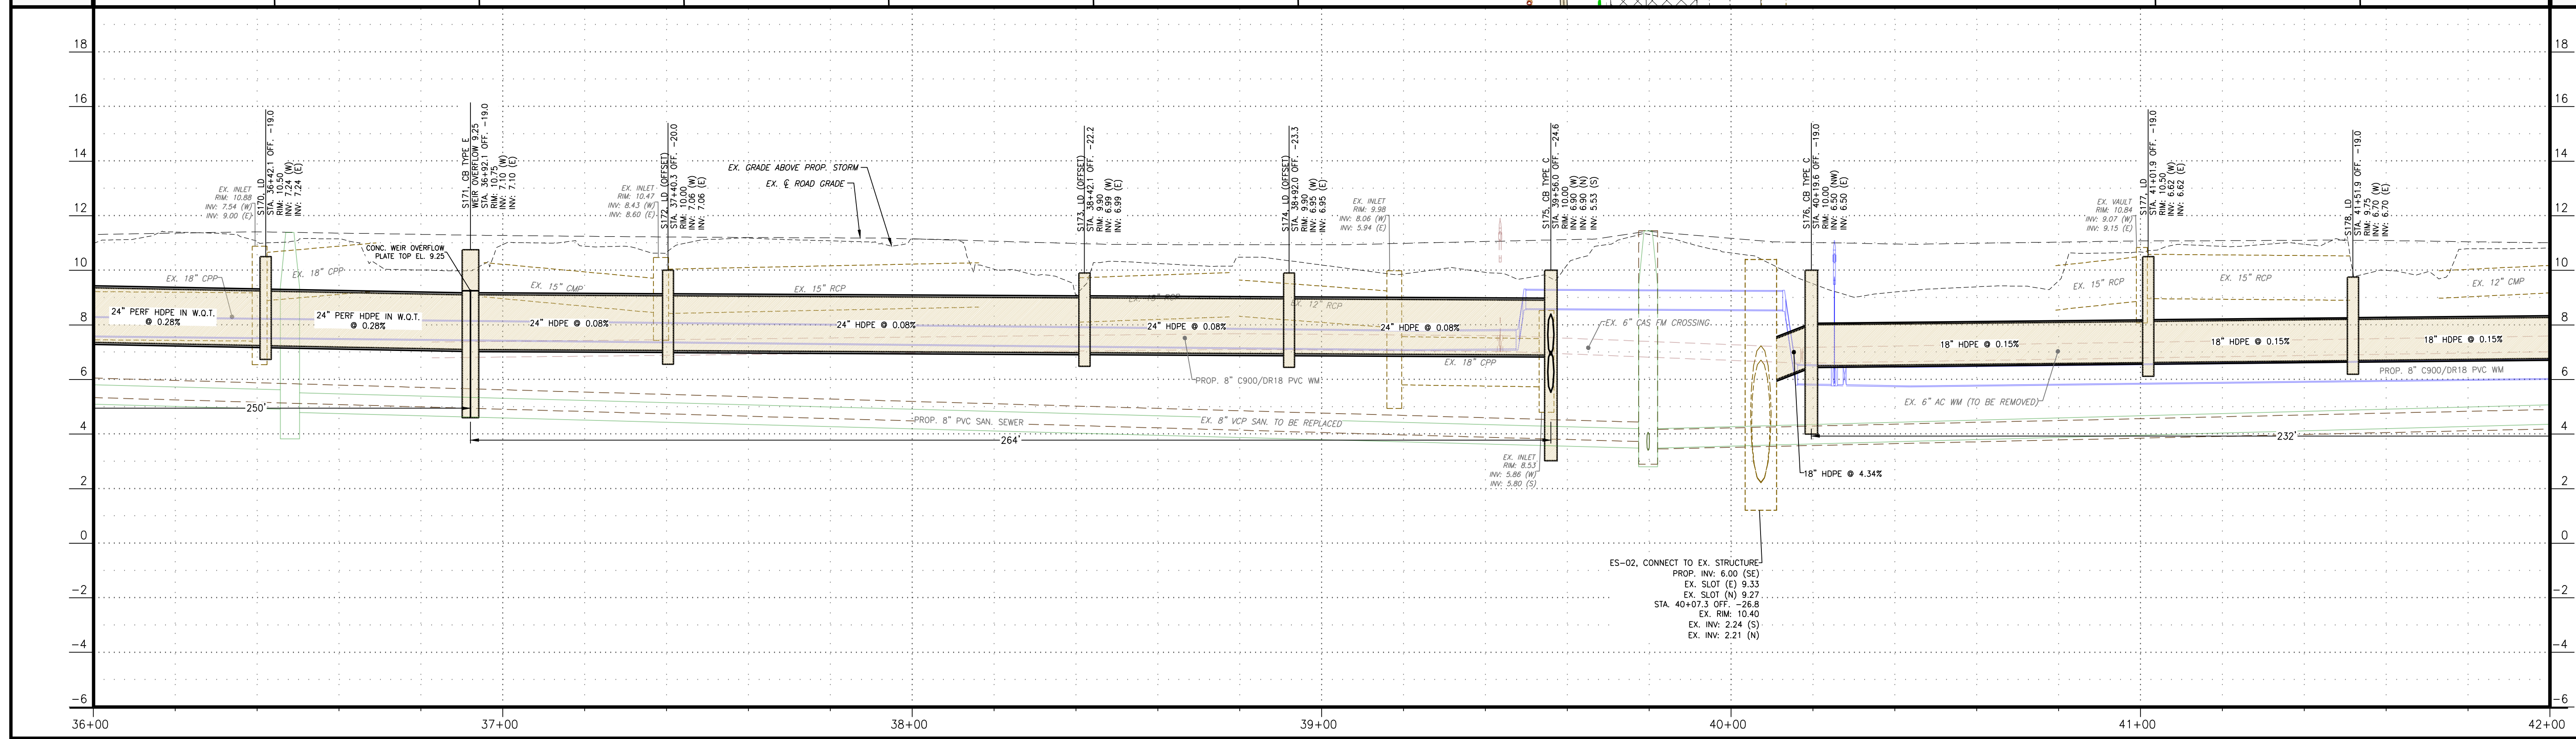 18
16
14
12
10
8
6
4
2
0
-2
-4
-6
18
16
14
12
10
8
6
4
2
0
-2
-4
-6
36+00
37+00
38+00
39+00
40+00
41+00
42+00
EX. INLET
RIM: 10.88
INV: 7.54 (W)
INV: 9.00 (E)
S170, LD
STA. 36+42.1 OFF. -19.0
RIM: 10.50
INV: 7.24 (W)
INV: 7.24 (E)
S171, CB TYPE E
WEIR OVERFLOW 9.25
STA. 36+92.1 OFF. -19.0
RIM: 10.75
INV: 7.10 (W)
INV: 7.10 (E)
CONC. WEIR OVERFLOW
PLATE TOP EL. 9.25
EX. INLET
RIM: 10.47
INV: 8.43 (W)
INV: 8.60 (E)
S172, LD (OFFSET)
STA. 37+40.3 OFF. -20.0
RIM: 10.00
INV: 7.06 (W)
INV: 7.06 (E)
EX. GRADE ABOVE PROP. STORM
EX. ℄ ROAD GRADE
S173, LD (OFFSET)
STA. 38+42.1 OFF. -22.2
RIM: 9.90
INV: 6.99 (W)
INV: 6.99 (E)
S174, LD (OFFSET)
STA. 38+92.0 OFF. -23.3
RIM: 9.90
INV: 6.95 (W)
INV: 6.95 (E)
EX. INLET
RIM: 9.98
INV: 8.06 (W)
INV: 5.94 (E)
S175, CB TYPE C
STA. 39+56.0 OFF. -24.6
RIM: 10.00
INV: 6.90 (W)
INV: 6.90 (N)
INV: 5.53 (S)
S176, CB TYPE C
STA. 40+19.6 OFF. -19.0
RIM: 10.00
INV: 6.50 (NW)
INV: 6.50 (E)
EX. VAULT
RIM: 10.84
INV: 9.07 (W)
INV: 9.15 (E)
S177, LD
STA. 41+01.9 OFF. -19.0
RIM: 10.50
INV: 6.62 (W)
INV: 6.62 (E)
S178, LD
STA. 41+51.9 OFF. -19.0
RIM: 9.75
INV: 6.70 (W)
INV: 6.70 (E)
EX. 18" CPP
EX. 18" CPP
EX. 15" CMP
EX. 15" RCP
EX. 12" RCP
EX. 18" CPP
EX. 15" RCP
EX. 15" RCP
EX. 12" CMP
24" PERF HDPE IN W.Q.T.
@ 0.28%
24" PERF HDPE IN W.Q.T.
@ 0.28%
24" HDPE @ 0.08%
24" HDPE @ 0.08%
24" HDPE @ 0.08%
24" HDPE @ 0.08%
EX. 6" CAS FM CROSSING
18" HDPE @ 0.15%
18" HDPE @ 0.15%
18" HDPE @ 0.15%
PROP. 8" C900/DR18 PVC WM
PROP. 8" C900/DR18 PVC WM
EX. 6" AC WM (TO BE REMOVED)
250'
264'
232'
PROP. 8" PVC SAN. SEWER
EX. 8" VCP SAN. TO BE REPLACED
EX. INLET
RIM: 8.53
INV: 5.86 (W)
INV: 5.80 (S)
18" HDPE @ 4.34%
ES-02, CONNECT TO EX. STRUCTURE
PROP. INV: 6.00 (SE)
EX. SLOT (E) 9.33
EX. SLOT (N) 9.27
STA. 40+07.3 OFF. -26.8
EX. RIM: 10.40
EX. INV: 2.24 (S)
EX. INV: 2.21 (N)